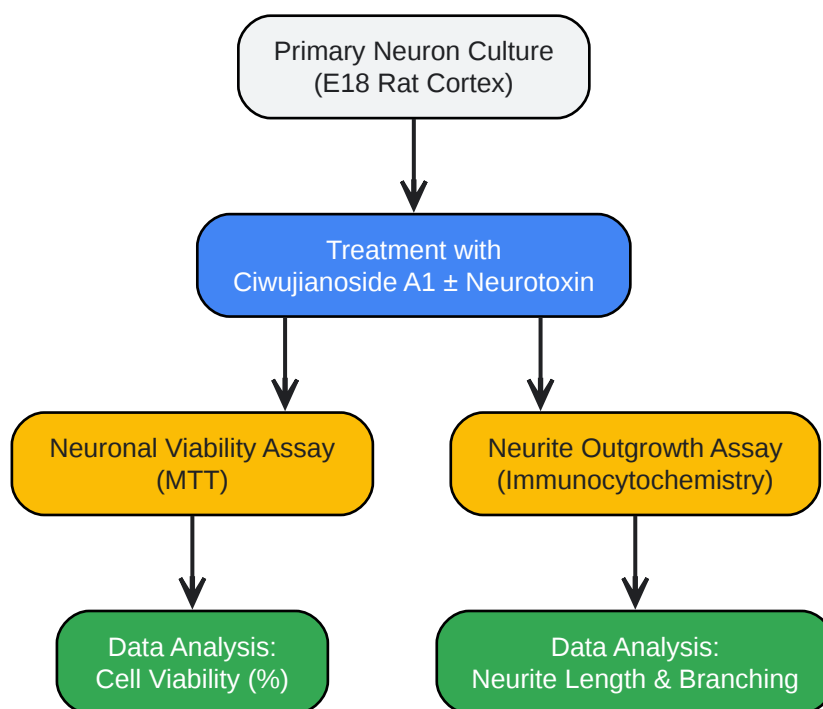 Primary Neuron Culture
(E18 Rat Cortex)
Treatment with
Ciwujianoside A1 ± Neurotoxin
Neuronal Viability Assay
(MTT)
Neurite Outgrowth Assay
(Immunocytochemistry)
Data Analysis:
Cell Viability (%)
Data Analysis:
Neurite Length & Branching